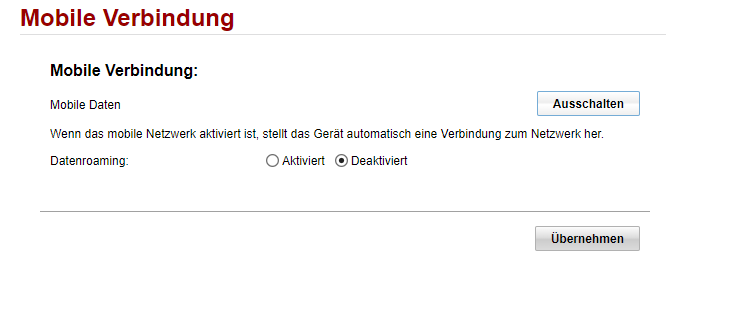 Mobile Verbindung
Mobile Verbindung:
Mobile Daten Ausschalten
Wenn das mobile Netzwerk aktiviert ist, stellt das Gerät automatisch eine Verbindung zum Netzwerk her.
Datenroaming: Aktiviert Deaktiviert
Übernehmen